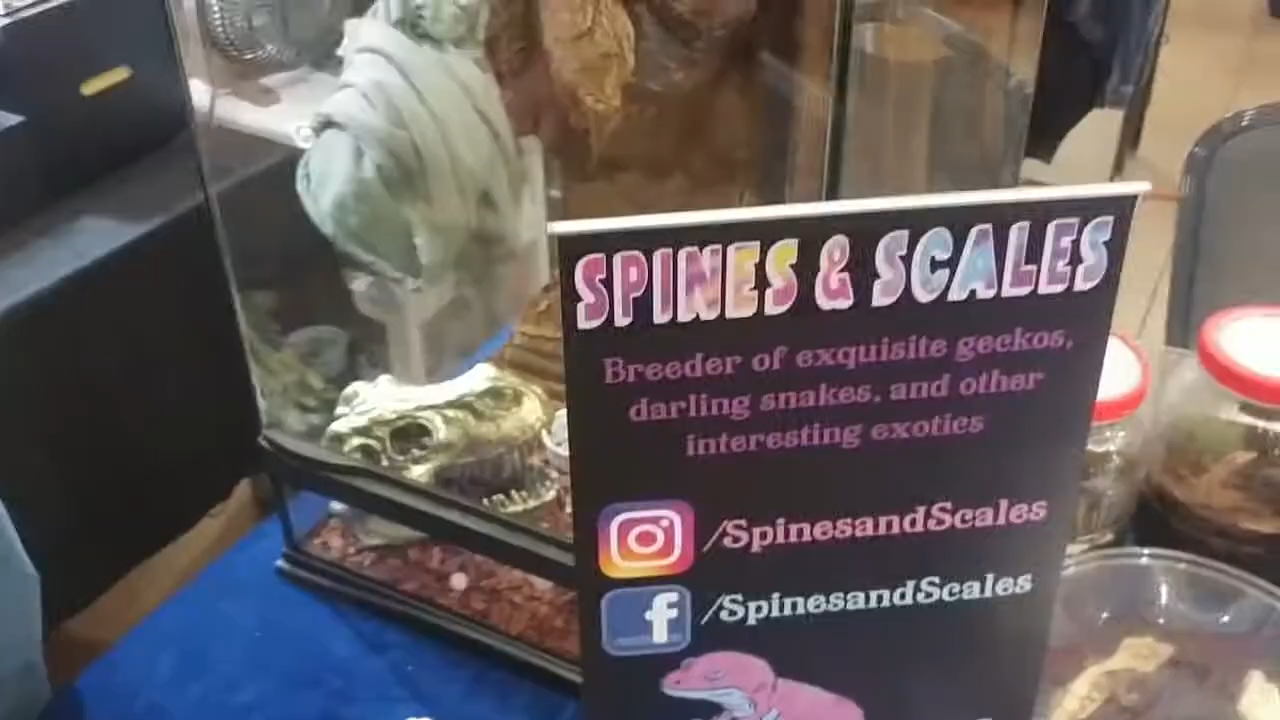 SPINES & SCALES
Breeder of exquisite geckos,
darling snakes, and other
interesting exotics
/SpinesandScales
f /SpinesandScales